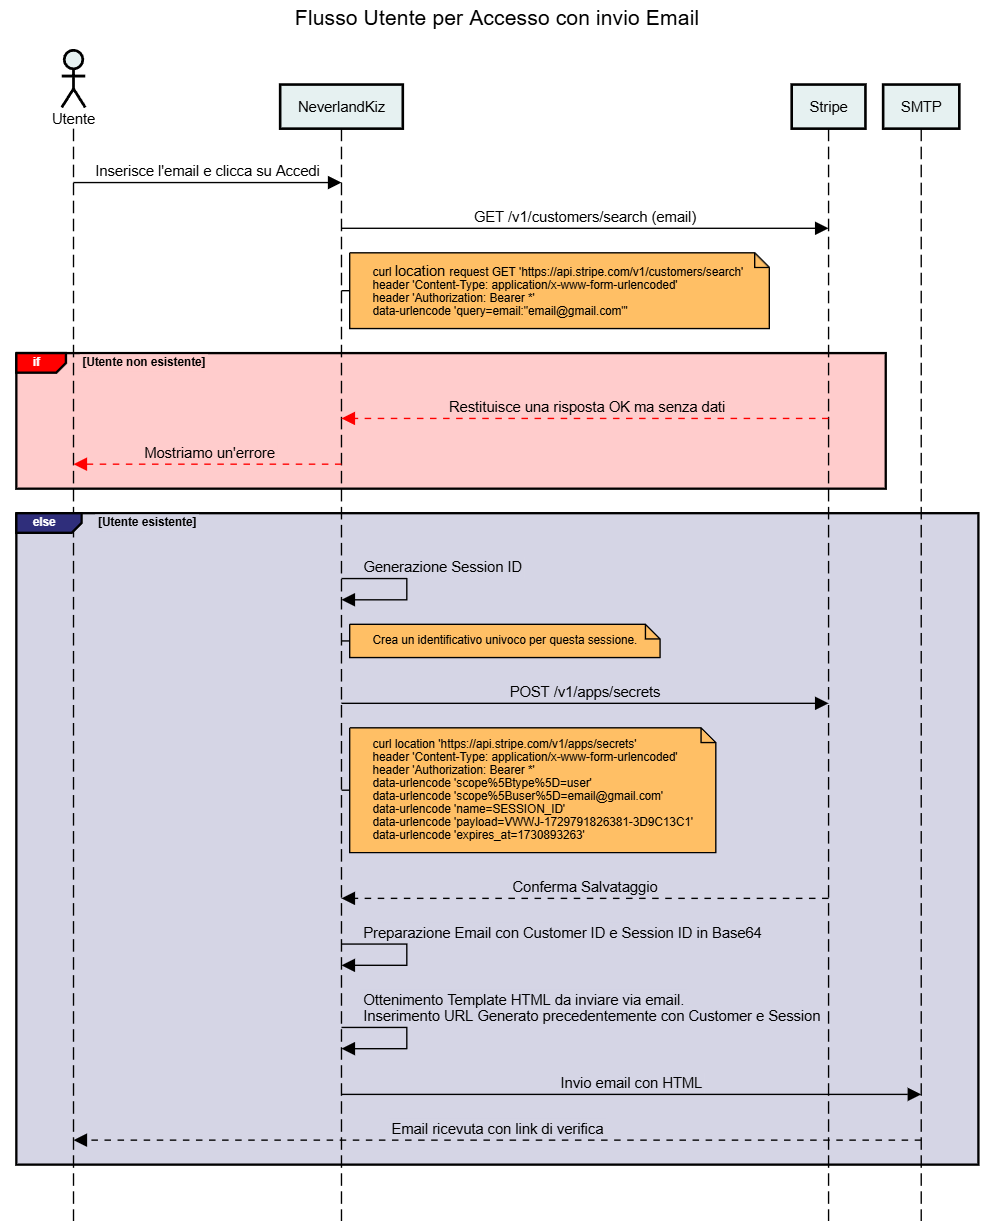 Flusso Utente per Accesso con invio Email
Utente
NeverlandKiz
Stripe
SMTP
Inserisce l'email e clicca su Accedi
GET /v1/customers/search (email)
curl location request GET 'https://api.stripe.com/v1/customers/search'
header 'Content-Type: application/x-www-form-urlencoded'
header 'Authorization: Bearer *'
data-urlencode 'query=email:"email@gmail.com"'
if
[Utente non esistente]
Restituisce una risposta OK ma senza dati
Mostriamo un'errore
else
[Utente esistente]
Generazione Session ID
Crea un identificativo univoco per questa sessione.
POST /v1/apps/secrets
curl location 'https://api.stripe.com/v1/apps/secrets'
header 'Content-Type: application/x-www-form-urlencoded'
header 'Authorization: Bearer *'
data-urlencode 'scope%5Btype%5D=user'
data-urlencode 'scope%5Buser%5D=email@gmail.com'
data-urlencode 'name=SESSION_ID'
data-urlencode 'payload=VWWJ-1729791826381-3D9C13C1'
data-urlencode 'expires_at=1730893263'
Conferma Salvataggio
Preparazione Email con Customer ID e Session ID in Base64
Ottenimento Template HTML da inviare via email.
Inserimento URL Generato precedentemente con Customer e Session
Invio email con HTML
Email ricevuta con link di verifica